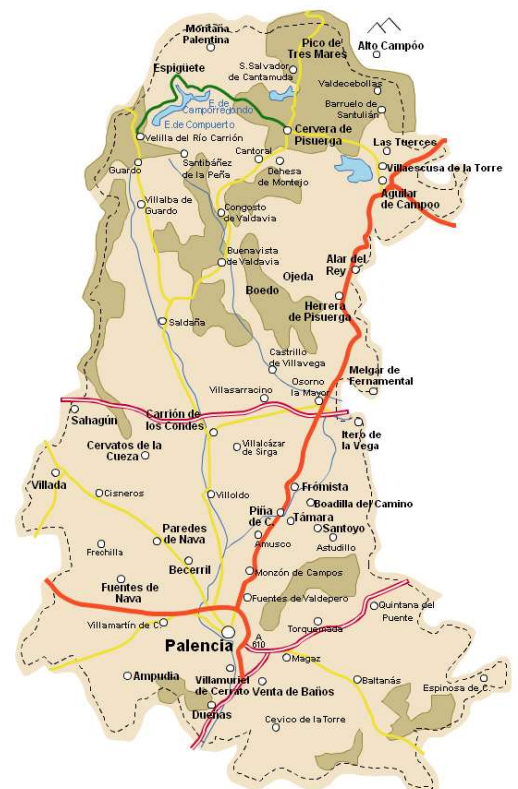 Montaña
Palentina
Pico de
Tres Mares
Alto Campóo
Espigüete
S.Salvador
de Cantamuda
Valdecebollas
E. de
Camporredondo
Barruelo de
Santulián
E.de Compuerto
Velilla del Río Carrión
Cervera de
Pisuerga
Las Tuerces
Guardo
Santibáñez
de la Peña
Cantoral
Dehesa
de Montejo
Villaescusa de la Torre
Aguilar
de Campoo
Villalba de
Guardo
Congosto
de Valdavia
Buenavista
de Valdavia
Ojeda
Alar del
Rey
Boedo
Herrera
de Pisuerga
Saldaña
Castrillo
de Villavega
Melgar de
Fernamental
Villasarracino
Osorno
la Mayor
Sahagún
Carrión de
los Condes
Itero de
la Vega
Cervatos de la
Cueza
Villalcázar
de Sirga
Villada
Cisneros
Villoldo
Frómista
Boadilla del Camino
Piña
de C.
Támara
Santoyo
Paredes
de Nava
Amusco
Astudillo
Frechilla
Becerril
Monzón de Campos
Fuentes de
Nava
Fuentes de Valdepero
Quintana del
Puente
Villamartín de C.
Torquemada
Palencia
A
610
Magaz
Ampudia
Villamuriel
de Cerrato
Venta de Baños
Baltanás
Espinosa de C.
Dueñas
Cevico de la Torre